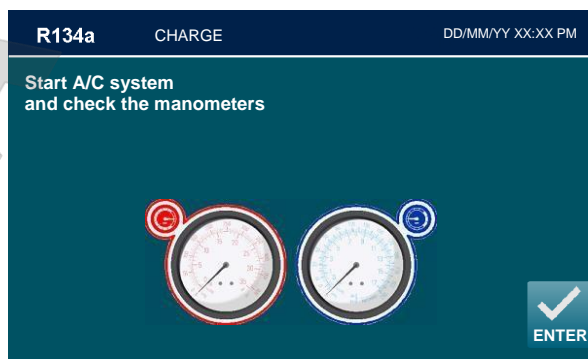 R134a CHARGE DD/MM/YY XX:XX PM
Start A/C system
and check the manometers
ENTER